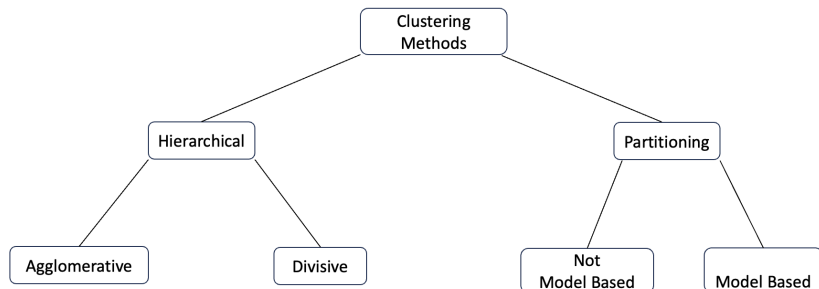 Clustering
Methods
Hierarchical
Partitioning
Agglomerative
Divisive
Not
Model Based
Model Based